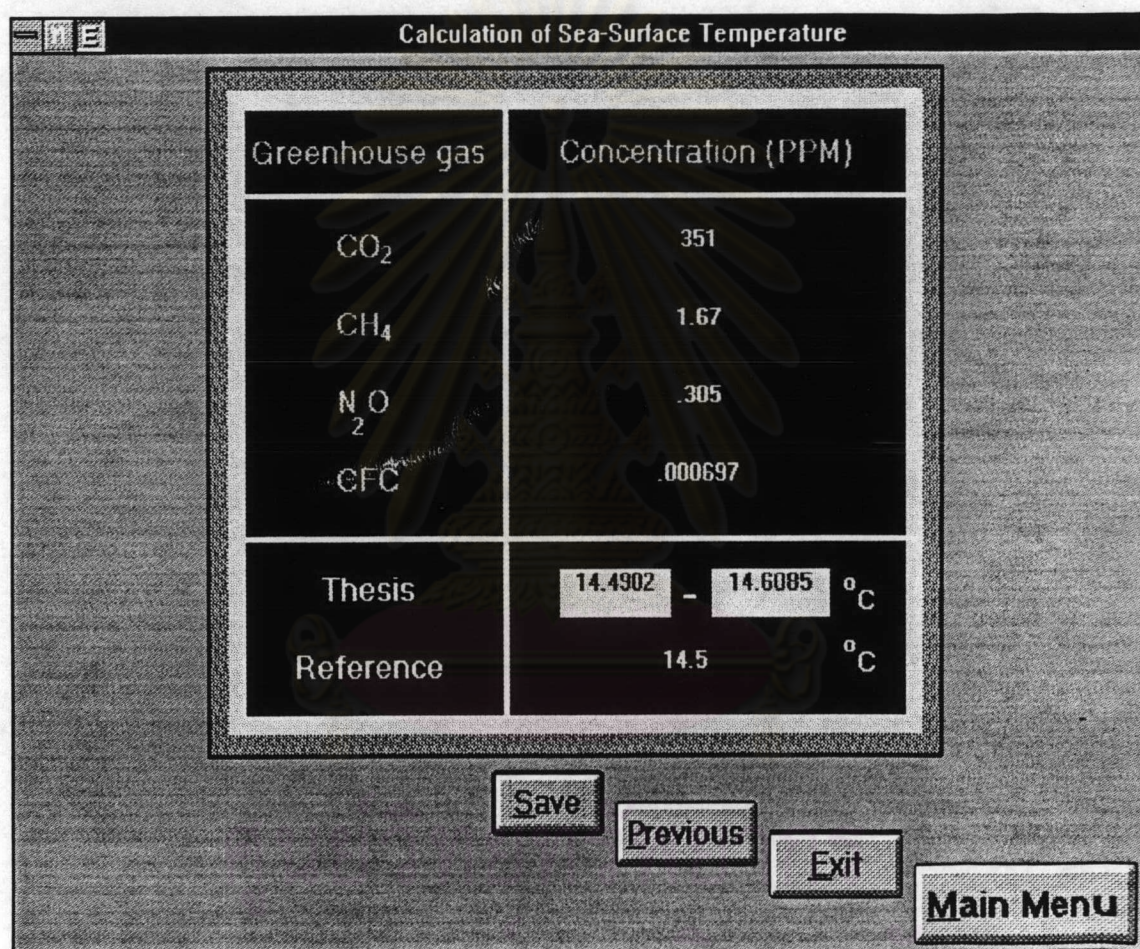 Calculation of Sea-Surface Temperature
Greenhouse gas Concentration (PPM)
CO₂ 351
CH₄ 1.67
N₂O .305
CFC .000697
Thesis 14.4902 - 14.6085 °C
Reference 14.5 °C
Save
Previous
Exit
Main Menu